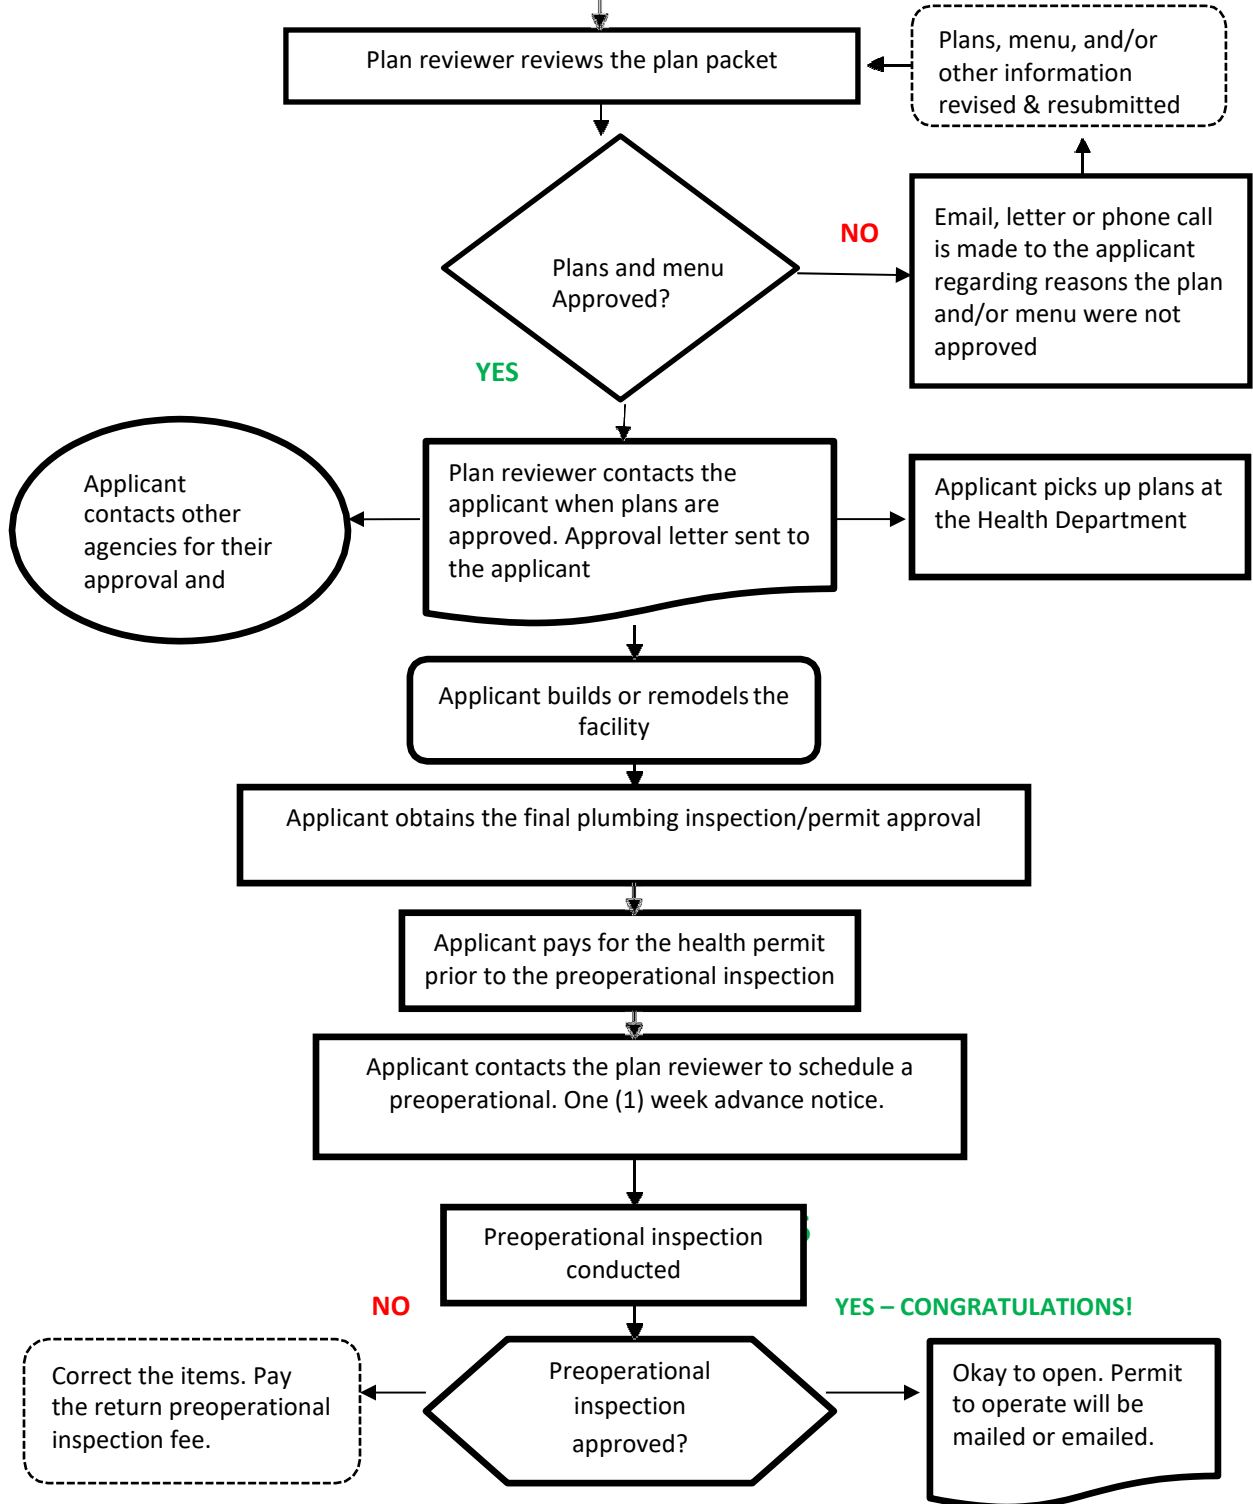 Plan reviewer reviews the plan packet
Plans, menu, and/or
other information
revised & resubmitted
Plans and menu
Approved?
NO
Email, letter or phone call
is made to the applicant
regarding reasons the plan
and/or menu were not
approved
YES
Applicant
contacts other
agencies for their
approval and
Plan reviewer contacts the
applicant when plans are
approved. Approval letter sent to
the applicant
Applicant picks up plans at
the Health Department
Applicant builds or remodels the
facility
Applicant obtains the final plumbing inspection/permit approval
Applicant pays for the health permit
prior to the preoperational inspection
Applicant contacts the plan reviewer to schedule a
preoperational. One (1) week advance notice.
Preoperational inspection
conducted
NO
YES – CONGRATULATIONS!
Correct the items. Pay
the return preoperational
inspection fee.
Preoperational
inspection
approved?
Okay to open. Permit
to operate will be
mailed or emailed.